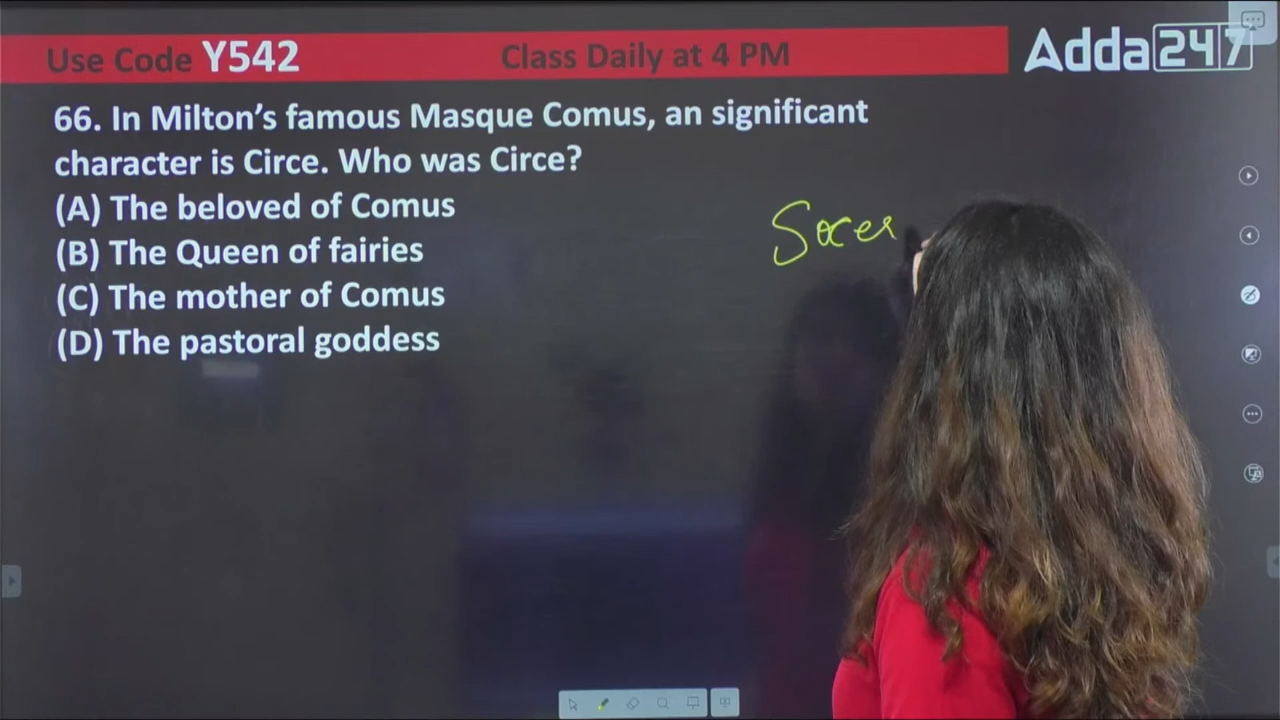 Use Code Y542 Class Daily at 4 PM Adda247
66. In Milton's famous Masque Comus, an significant
character is Circe. Who was Circe?
(A) The beloved of Comus
(B) The Queen of fairies
(C) The mother of Comus
(D) The pastoral goddess
Socer